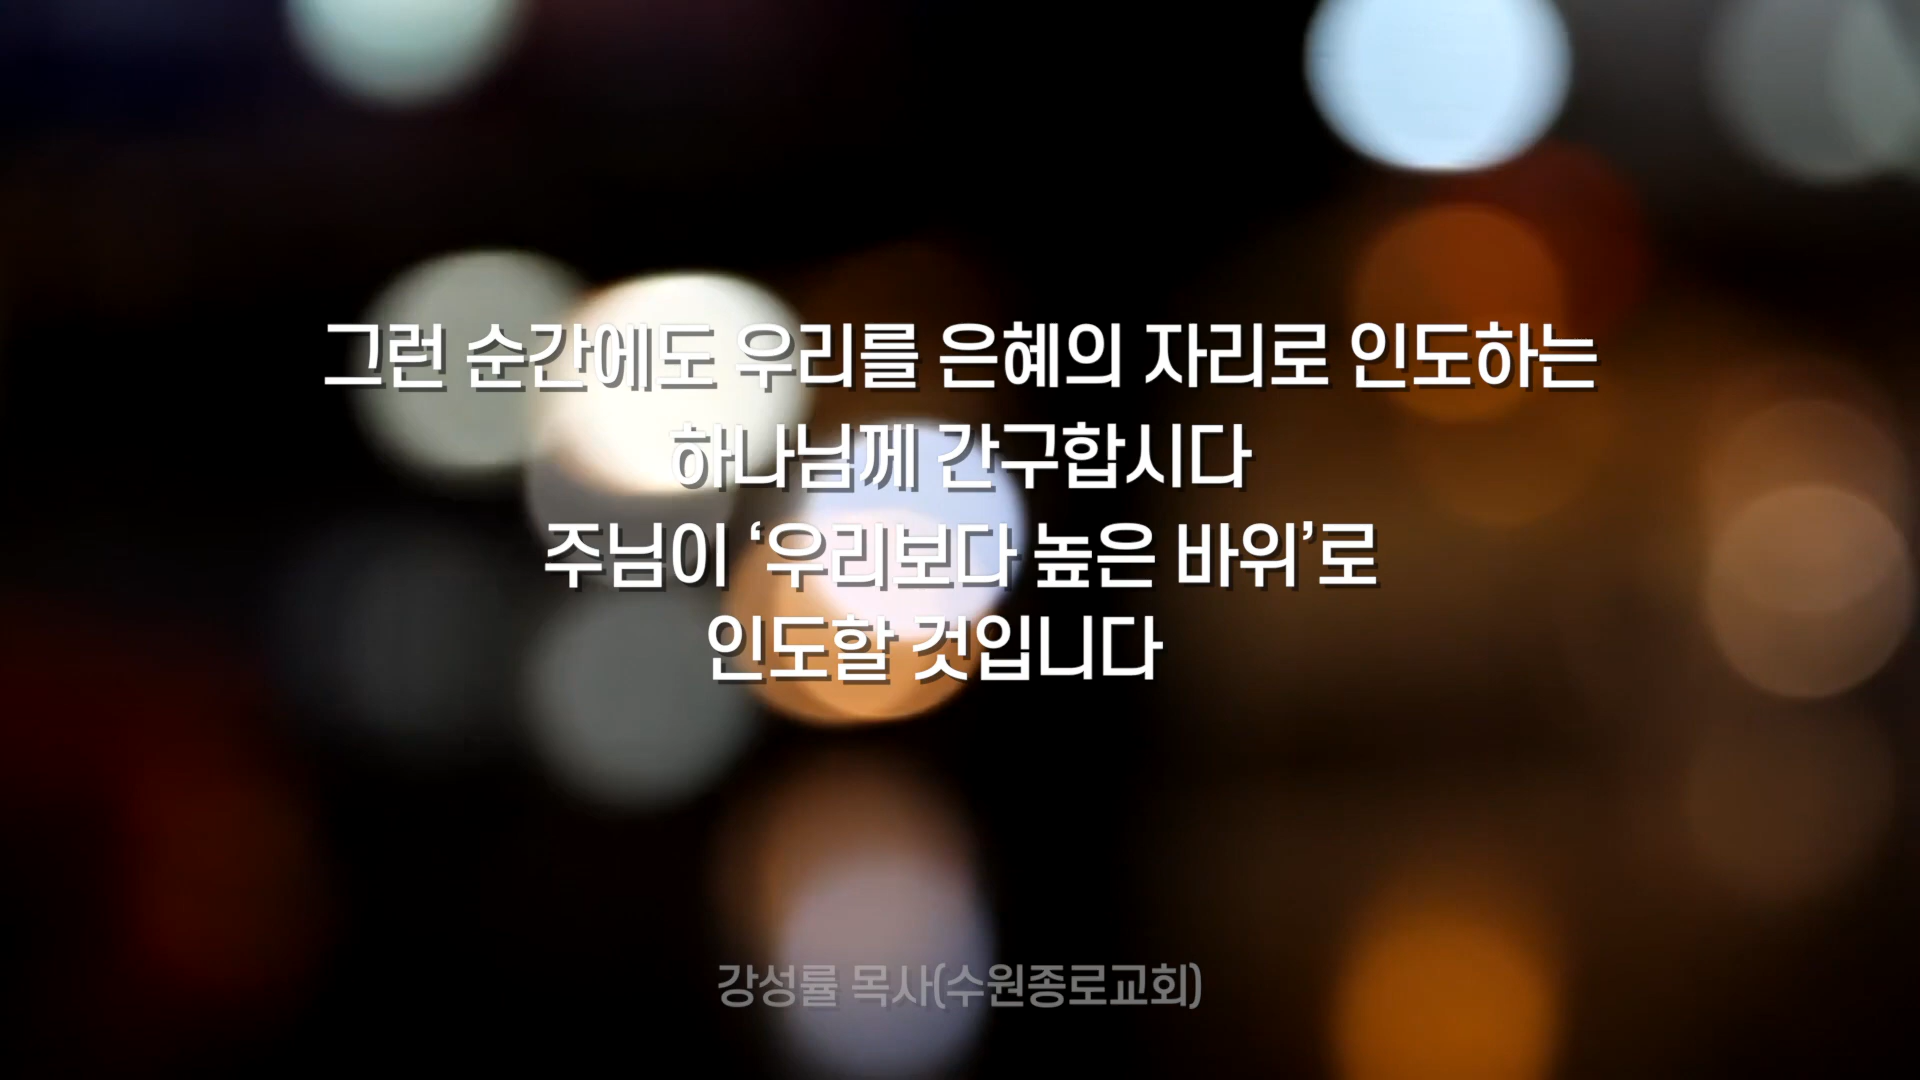 그런 순간에도 우리를 은혜의 자리로 인도하는
하나님께 간구합시다
주님이 ‘우리보다 높은 바위’로
인도할 것입니다
강성률 목사(수원종로교회)